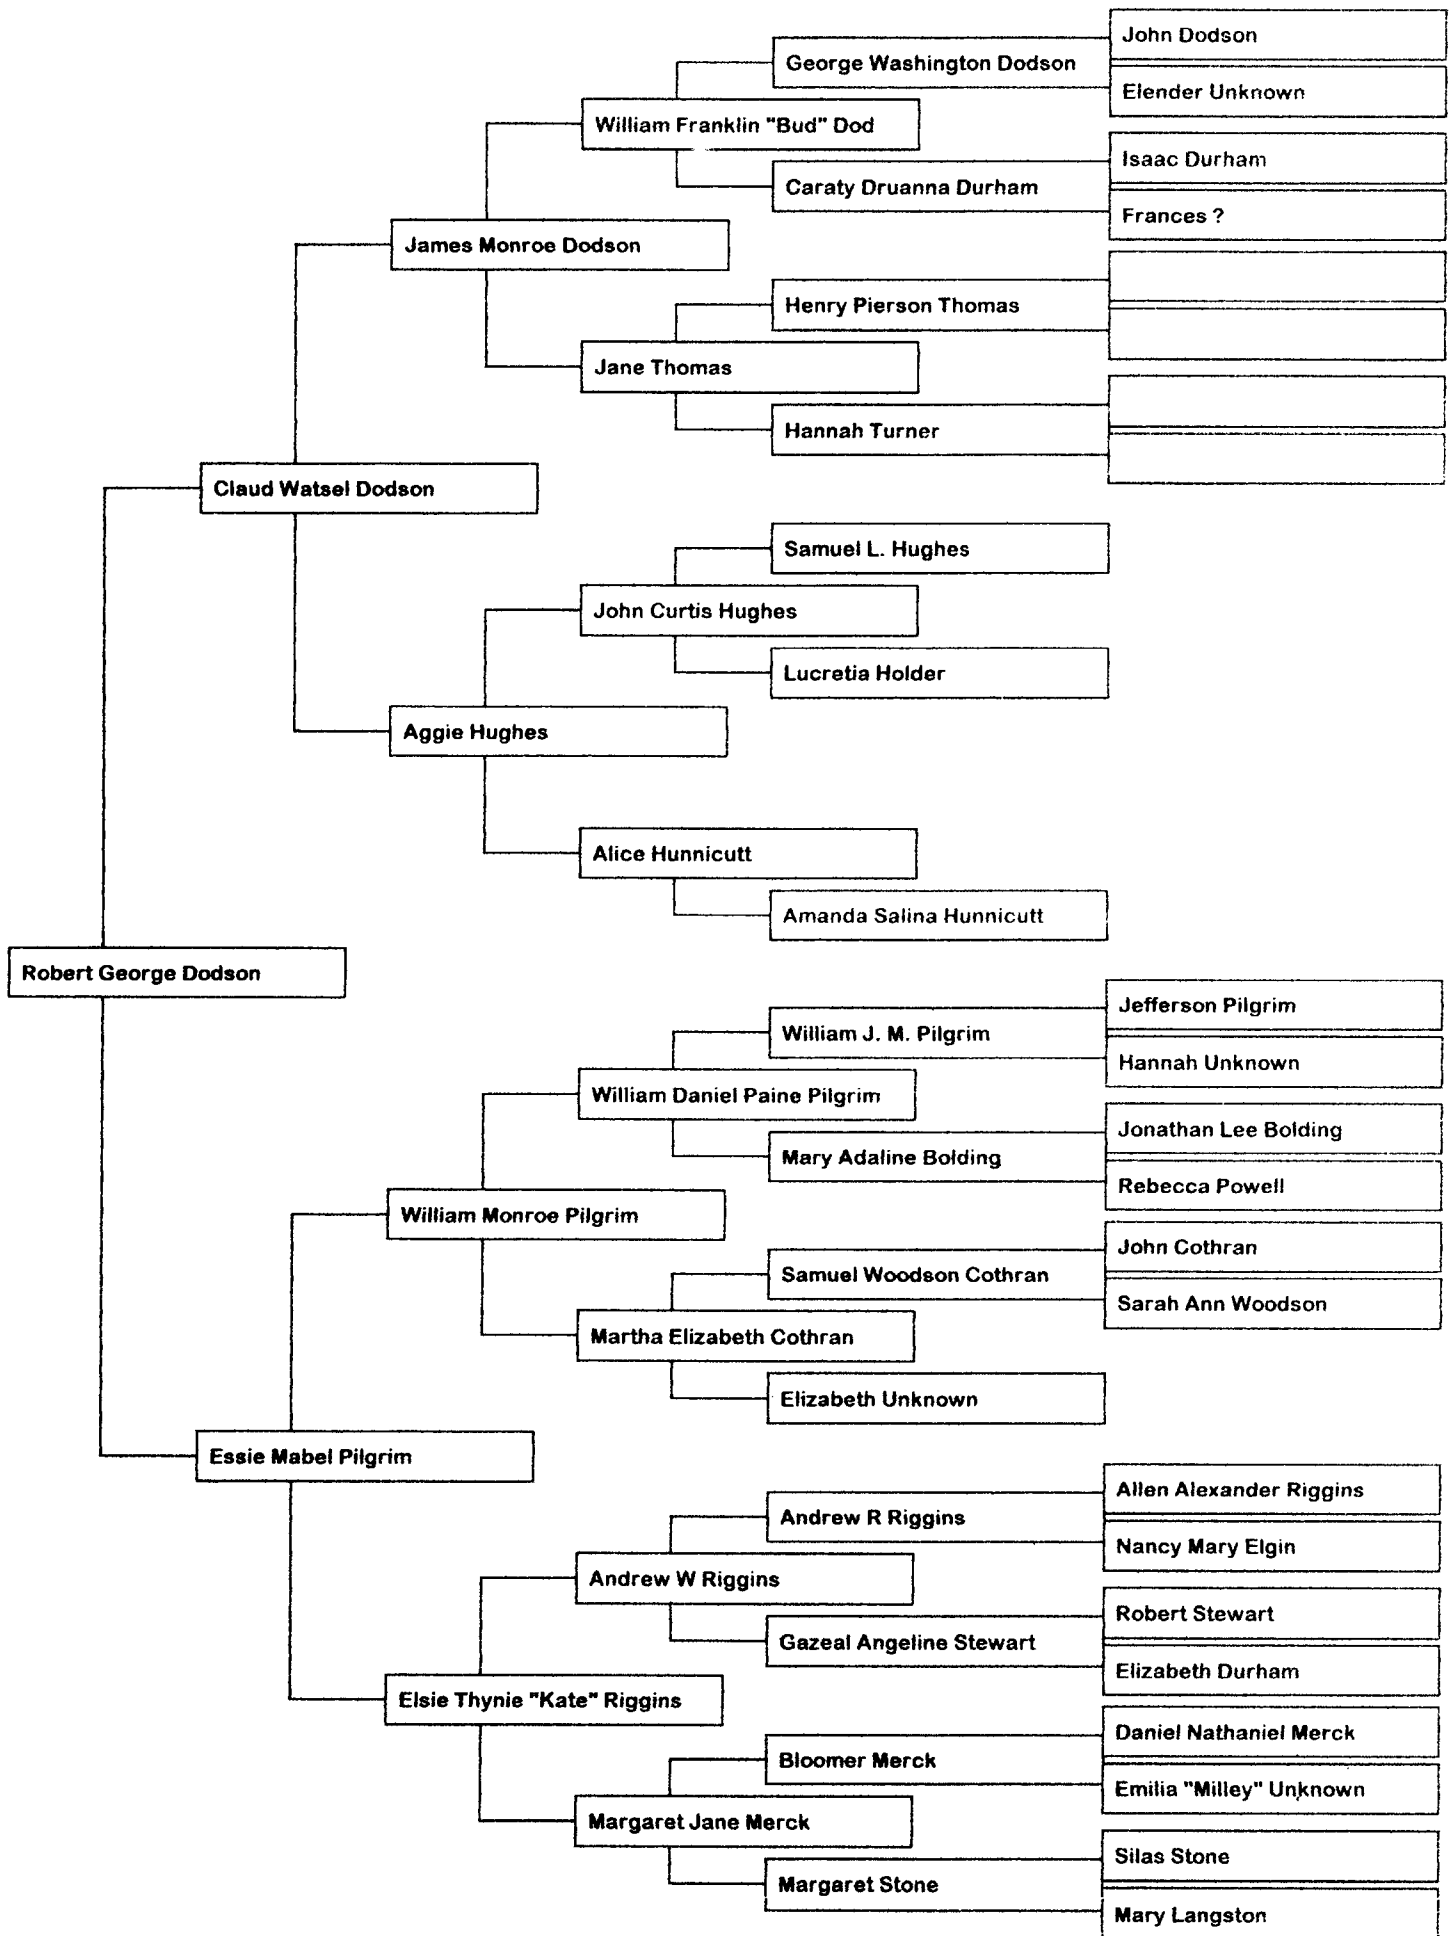 John Dodson
George Washington Dodson
Elender Unknown
William Franklin "Bud" Dod
Isaac Durham
Caraty Druanna Durham
Frances ?
James Monroe Dodson
Henry Pierson Thomas
Jane Thomas
Hannah Turner
Claud Watsel Dodson
Samuel L. Hughes
John Curtis Hughes
Lucretia Holder
Aggie Hughes
Alice Hunnicutt
Amanda Salina Hunnicutt
Robert George Dodson
Jefferson Pilgrim
William J. M. Pilgrim
Hannah Unknown
William Daniel Paine Pilgrim
Jonathan Lee Bolding
Mary Adaline Bolding
Rebecca Powell
William Monroe Pilgrim
John Cothran
Samuel Woodson Cothran
Sarah Ann Woodson
Martha Elizabeth Cothran
Elizabeth Unknown
Essie Mabel Pilgrim
Allen Alexander Riggins
Andrew R Riggins
Nancy Mary Elgin
Andrew W Riggins
Robert Stewart
Gazeal Angeline Stewart
Elizabeth Durham
Elsie Thynie "Kate" Riggins
Daniel Nathaniel Merck
Bloomer Merck
Emilia "Milley" Unknown
Margaret Jane Merck
Silas Stone
Margaret Stone
Mary Langston